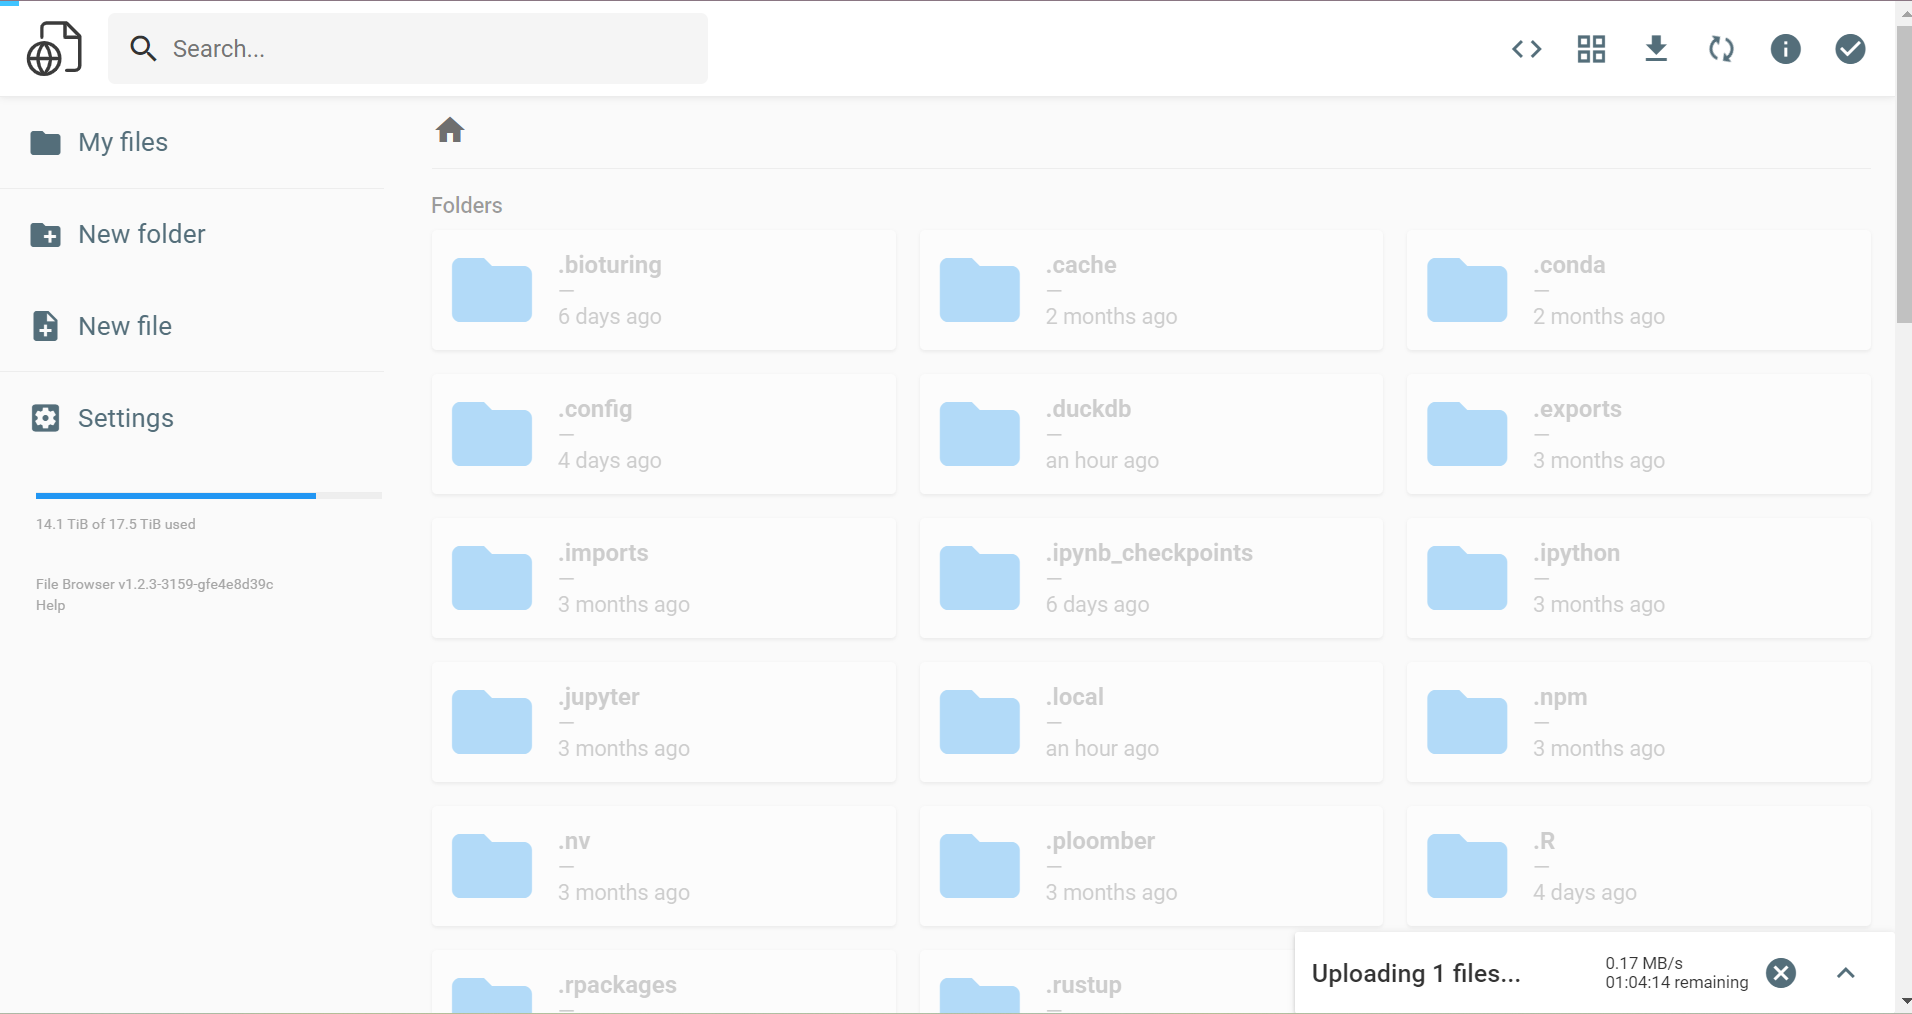 Search...
My files
New folder
New file
Settings
14.1 TiB of 17.5 TiB used
File Browser v1.2.3-3159-gfe4e8d39c
Help
Folders
.bioturing
—
6 days ago
.cache
—
2 months ago
.conda
—
2 months ago
.config
—
4 days ago
.duckdb
—
an hour ago
.exports
—
3 months ago
.imports
—
3 months ago
.ipynb_checkpoints
—
6 days ago
.ipython
—
3 months ago
.jupyter
—
3 months ago
.local
—
an hour ago
.npm
—
3 months ago
.nv
—
3 months ago
.ploomber
—
3 months ago
.R
—
4 days ago
.rpackages
—
.rustup
—
Uploading 1 files...
0.17 MB/s
01:04:14 remaining